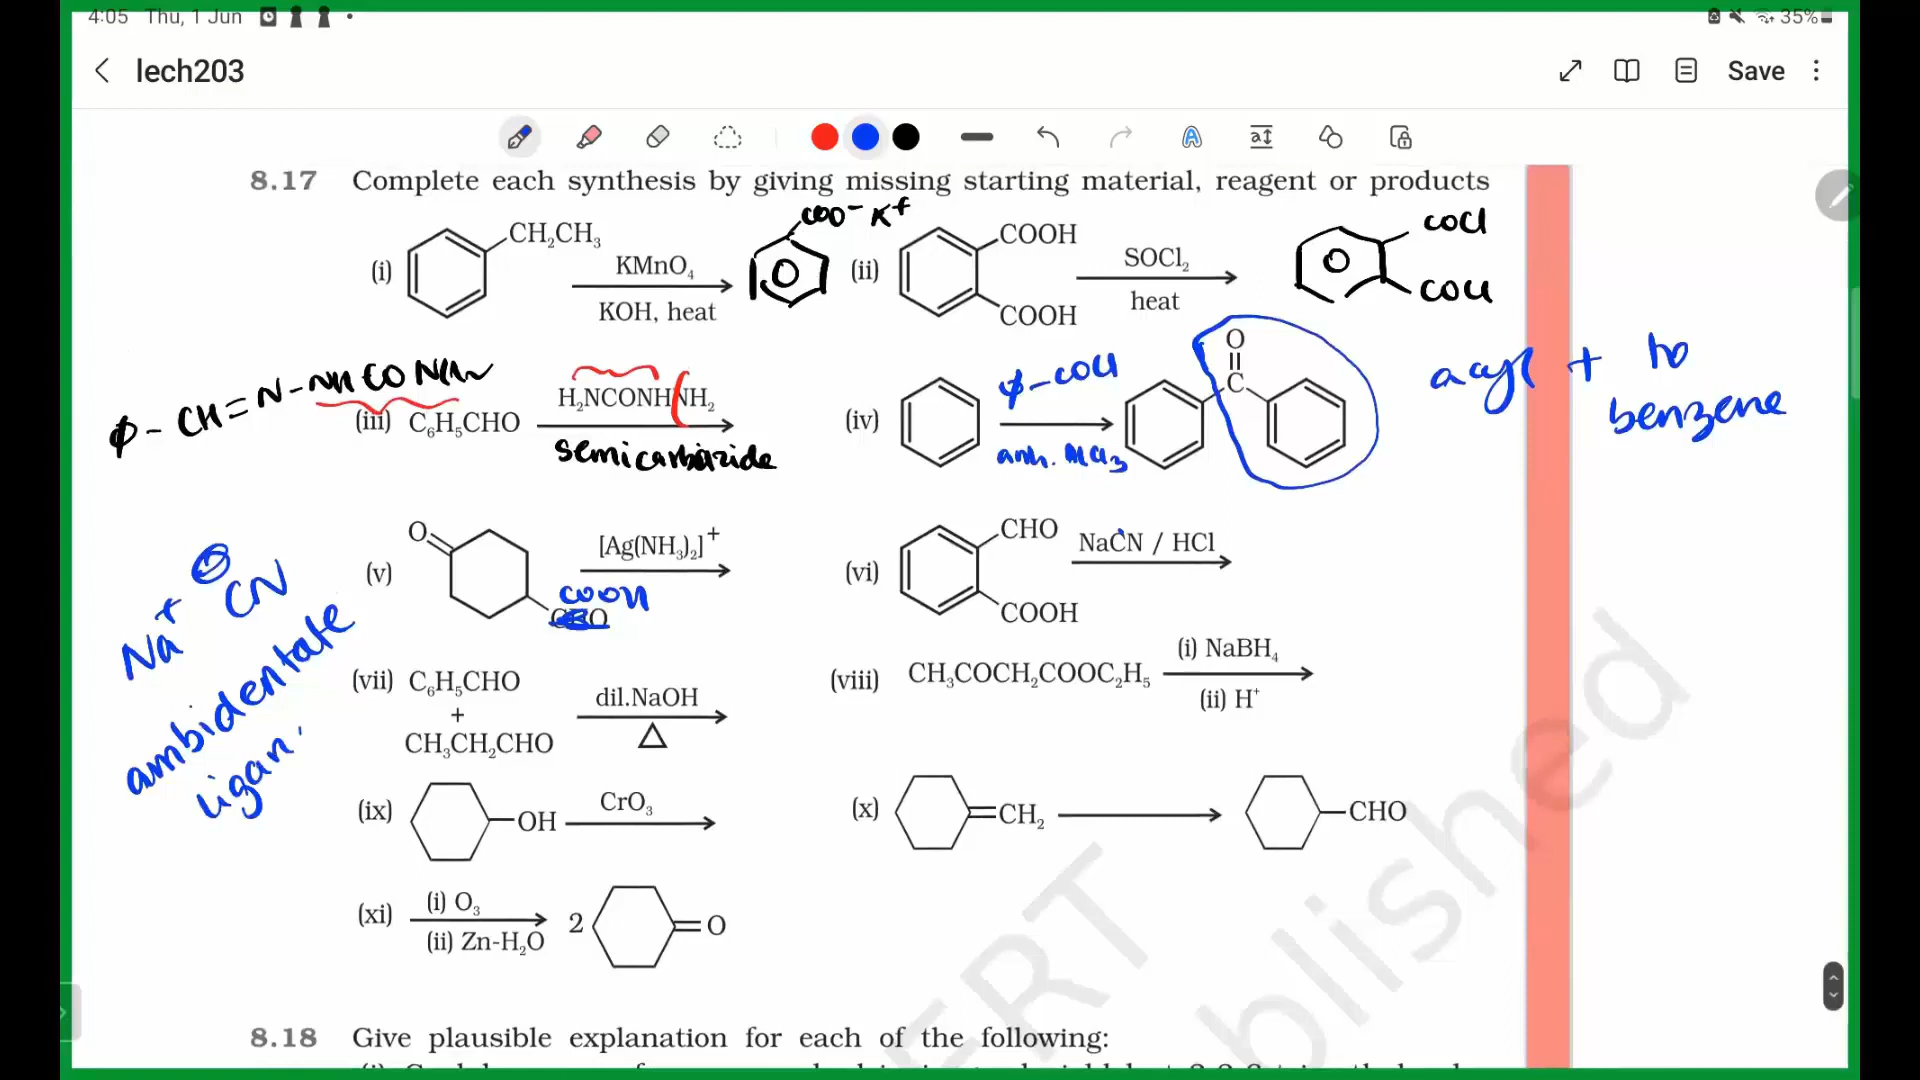 4:05 Thu, 1 Jun
35%
lech203
Save
8.17 Complete each synthesis by giving missing starting material, reagent or products
(i) CH₂CH₃ KMnO₄ KOH, heat COO⁻ K⁺
(ii) COOH COOH SOCl₂ heat COCl COCl
ϕ - CH = N - NH CO NH₂
(iii) C₆H₅CHO H₂NCONHNH₂ semicarbazide
(iv) ϕ-COCl anh. AlCl₃ O C
acyl + to
benzene
(v) O [Ag(NH₃)₂]⁺ COOH CHO
(vi) CHO COOH NaCN / HCl
Na⁺ ⊖CN
ambidentate
ligan.
(vii) C₆H₅CHO + CH₃CH₂CHO dil.NaOH △
(viii) CH₃COCH₂COOC₂H₅ (i) NaBH₄ (ii) H⁺
(ix) OH CrO₃
(x) =CH₂ CHO
(xi) (i) O₃ (ii) Zn-H₂O 2 =O
8.18 Give plausible explanation for each of the following:
blished